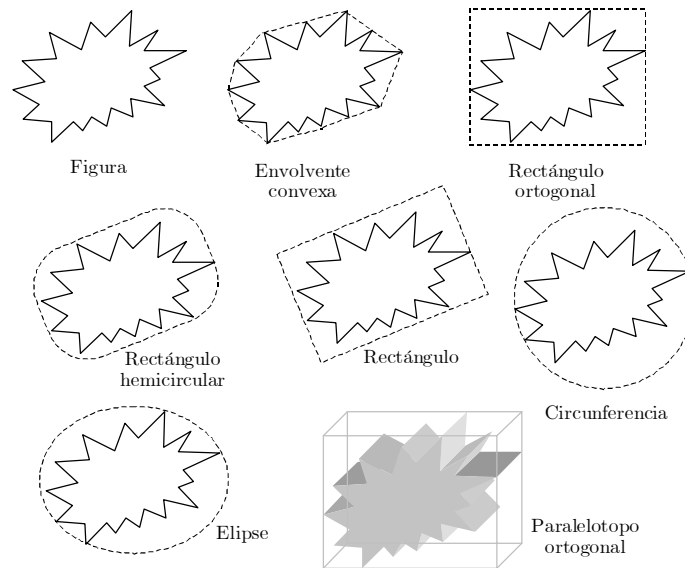 Figura
Envolvente
convexa
Rectángulo
ortogonal
Rectángulo
hemicircular
Rectángulo
Circunferencia
Elipse
Paralelotopo
ortogonal